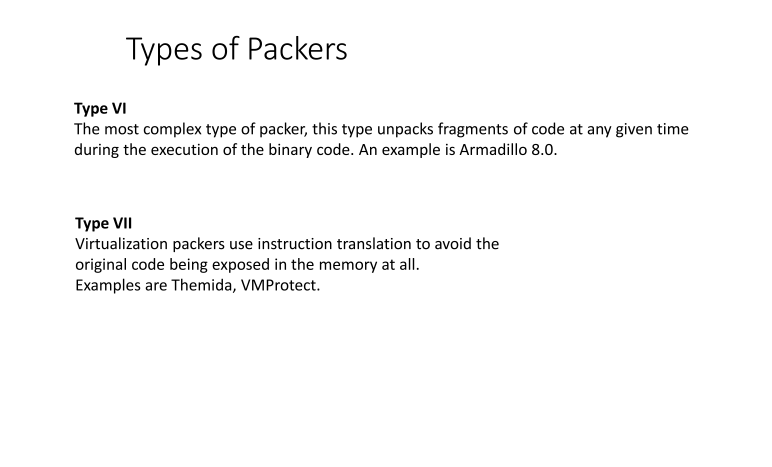 Types of Packers
Type VI
The most complex type of packer, this type unpacks fragments of code at any given time
during the execution of the binary code. An example is Armadillo 8.0.
Type VII
Virtualization packers use instruction translation to avoid the
original code being exposed in the memory at all.
Examples are Themida, VMProtect.